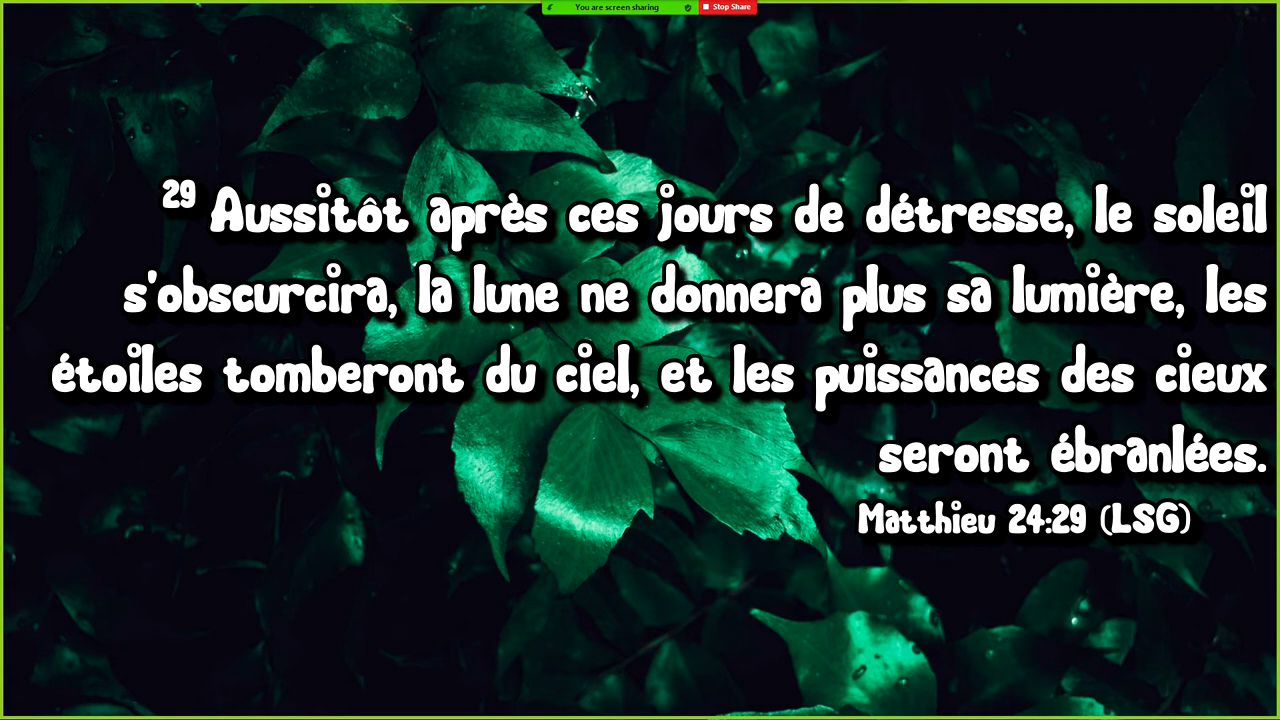 You are screen sharing Stop Share
29 Aussitôt après ces jours de détresse, le soleil
s'obscurcira, la lune ne donnera plus sa lumière, les
étoiles tomberont du ciel, et les puissances des cieux
seront ébranlées.
Matthieu 24:29 (LSG)